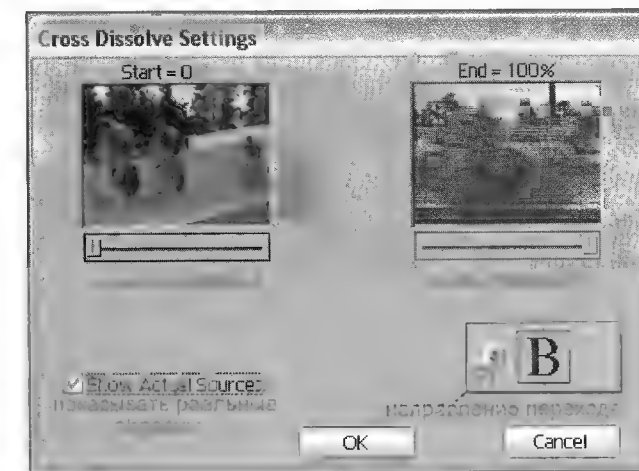 Cross Dissolve Settings
Start = 0
End = 100%
B
Show Actual Sources
показывать реальные
направление перехода
OK
Cancel